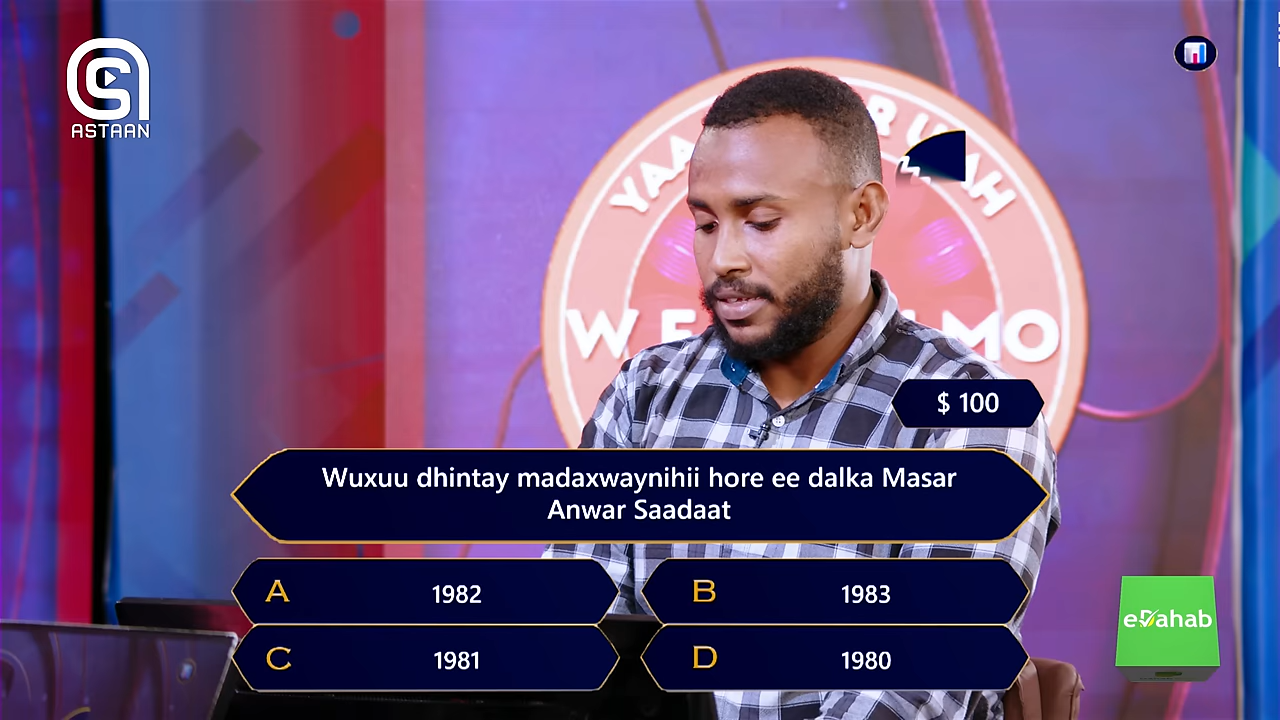 ASTAAN
$ 100
Wuxuu dhintay madaxwaynihii hore ee dalka Masar
Anwar Saadaat
A 1982
B 1983
C 1981
D 1980
eDahab